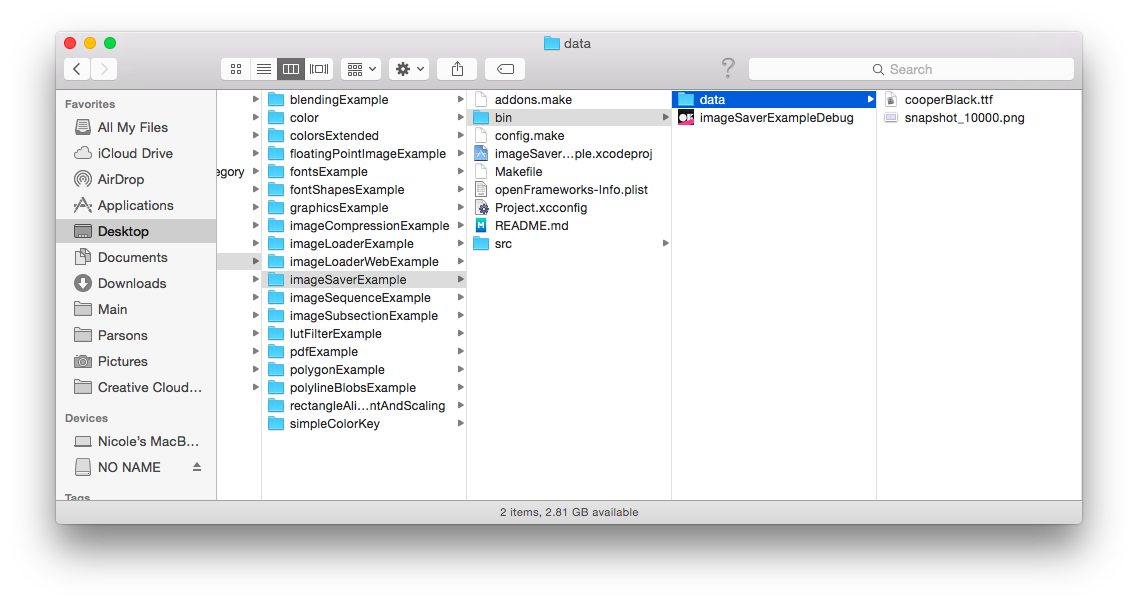 data
Search
Favorites
All My Files
iCloud Drive
AirDrop
Applications
Desktop
Documents
Downloads
Main
Parsons
Pictures
Creative Cloud...
Devices
Nicole's MacB...
NO NAME
Tags
egory
blendingExample
color
colorsExtended
floatingPointImageExample
fontsExample
fontShapesExample
graphicsExample
imageCompressionExample
imageLoaderExample
imageLoaderWebExample
imageSaverExample
imageSequenceExample
imageSubsectionExample
lutFilterExample
pdfExample
polygonExample
polylineBlobsExample
rectangleAli...ntAndScaling
simpleColorKey
addons.make
bin
config.make
imageSaver...ple.xcodeproj
Makefile
openFrameworks-Info.plist
Project.xcconfig
README.md
src
data
imageSaverExampleDebug
cooperBlack.ttf
snapshot_10000.png
2 items, 2.81 GB available